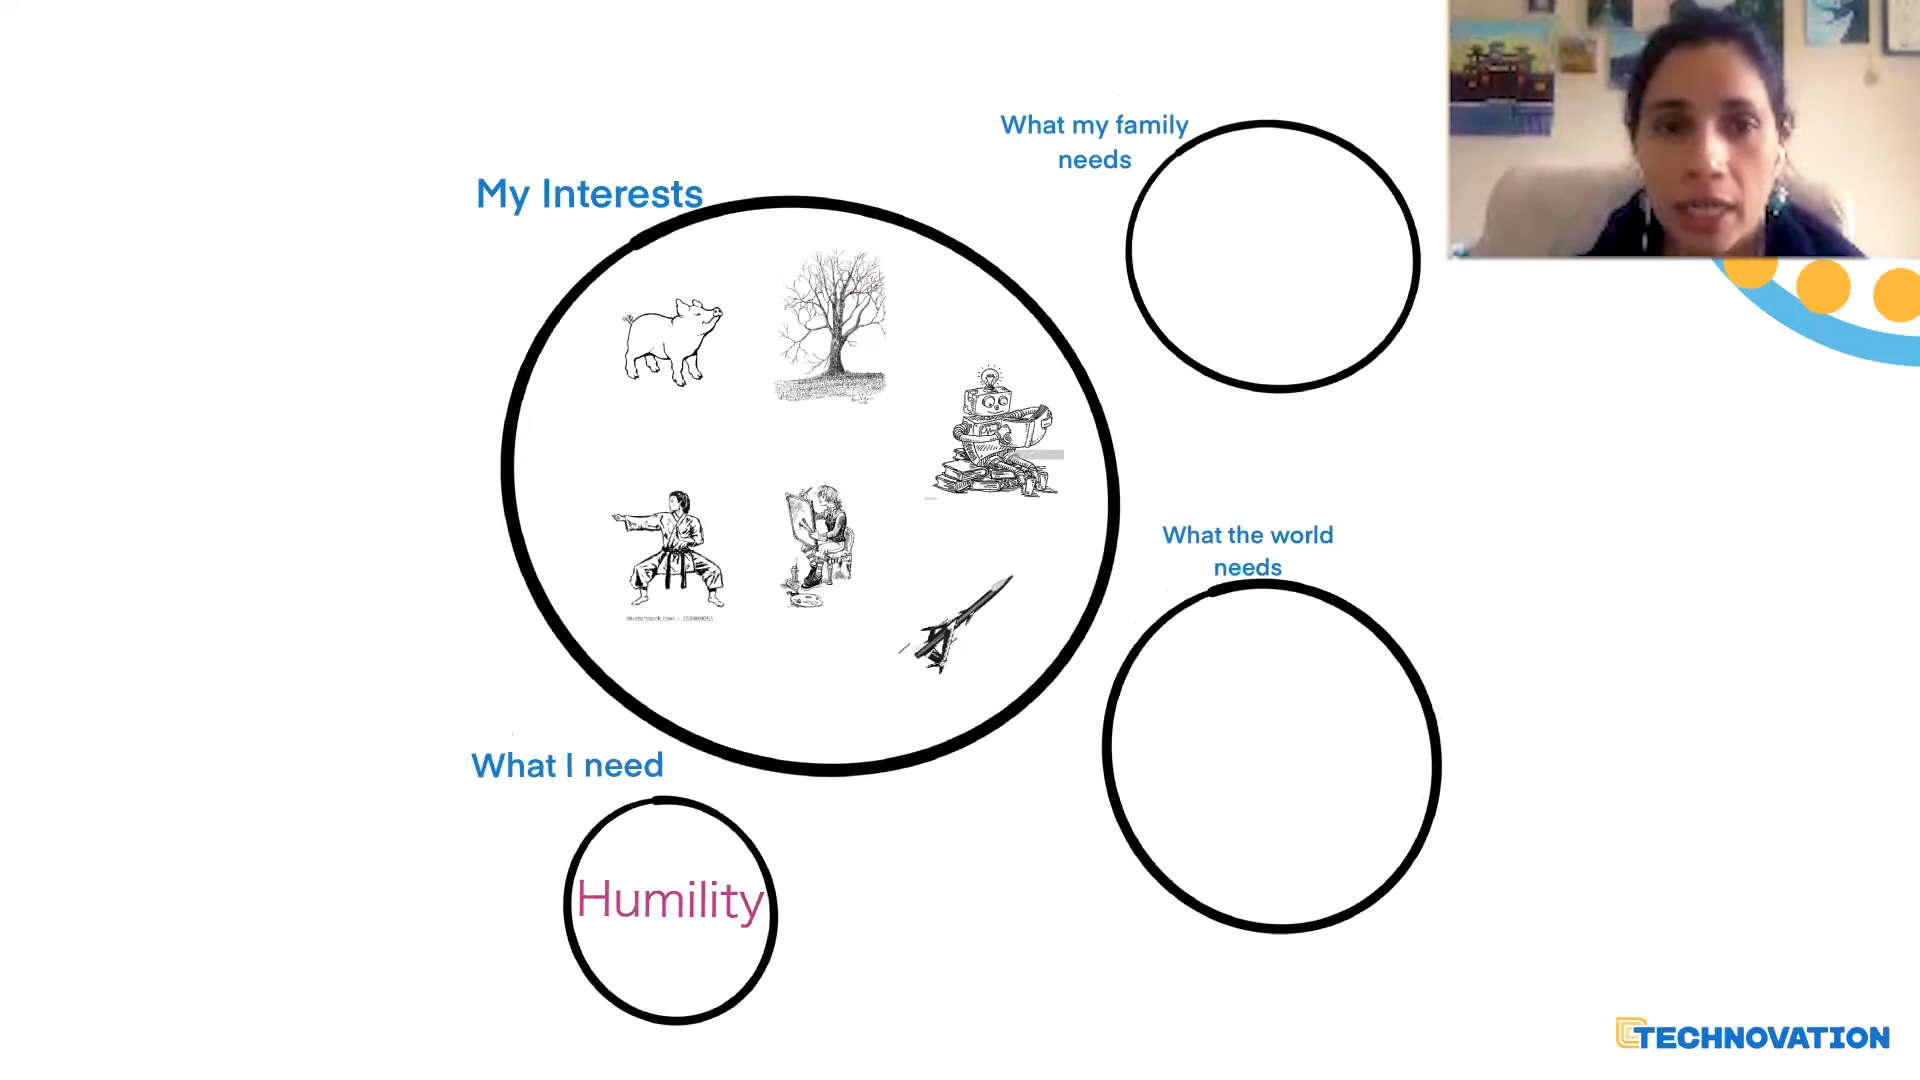 What my family
needs
My Interests
What the world
needs
What I need
Humility
TECHNOVATION